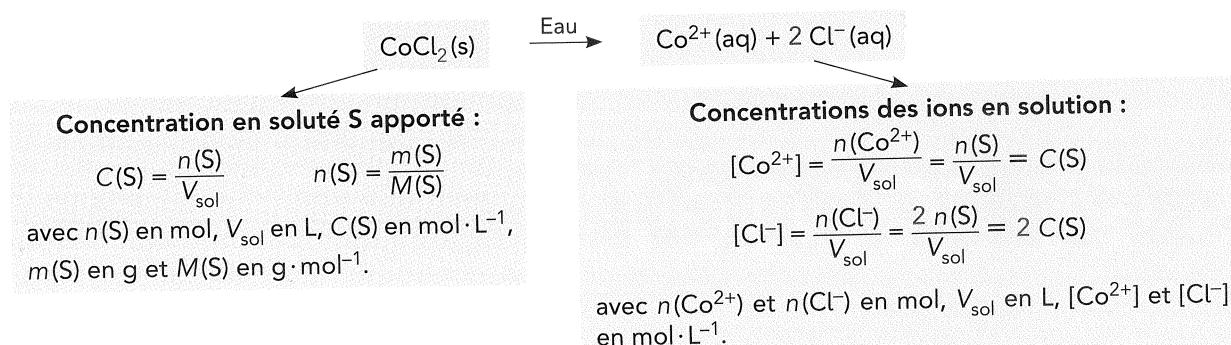 CoCl₂(s) Eau Co²⁺(aq) + 2 Cl⁻(aq)
Concentration en soluté S apporté :
C(S) = n(S)/V_sol n(S) = m(S)/M(S)
avec n(S) en mol, V_sol en L, C(S) en mol·L⁻¹,
m(S) en g et M(S) en g·mol⁻¹.
Concentrations des ions en solution :
[Co²⁺] = n(Co²⁺)/V_sol = n(S)/V_sol = C(S)
[Cl⁻] = n(Cl⁻)/V_sol = 2 n(S)/V_sol = 2 C(S)
avec n(Co²⁺) et n(Cl⁻) en mol, V_sol en L, [Co²⁺] et [Cl⁻]
en mol·L⁻¹.